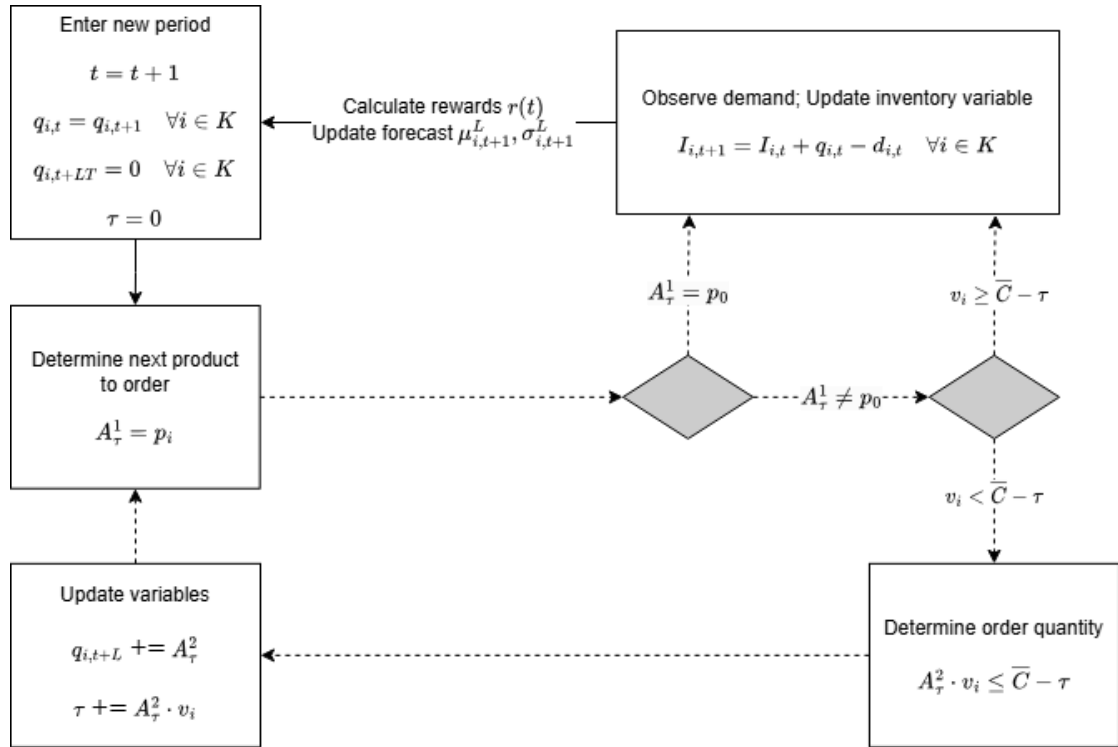 Enter new period
t = t + 1
q_{i,t} = q_{i,t+1} ∀i ∈ K
q_{i,t+LT} = 0 ∀i ∈ K
τ = 0
Calculate rewards r(t)
Update forecast μ^L_{i,t+1}, σ^L_{i,t+1}
Observe demand; Update inventory variable
I_{i,t+1} = I_{i,t} + q_{i,t} − d_{i,t} ∀i ∈ K
A^1_τ = p_0
v_i ≥ C̅ − τ
Determine next product
to order
A^1_τ = p_i
A^1_τ ≠ p_0
v_i < C̅ − τ
Update variables
q_{i,t+L} += A^2_τ
τ += A^2_τ · v_i
Determine order quantity
A^2_τ · v_i ≤ C̅ − τ